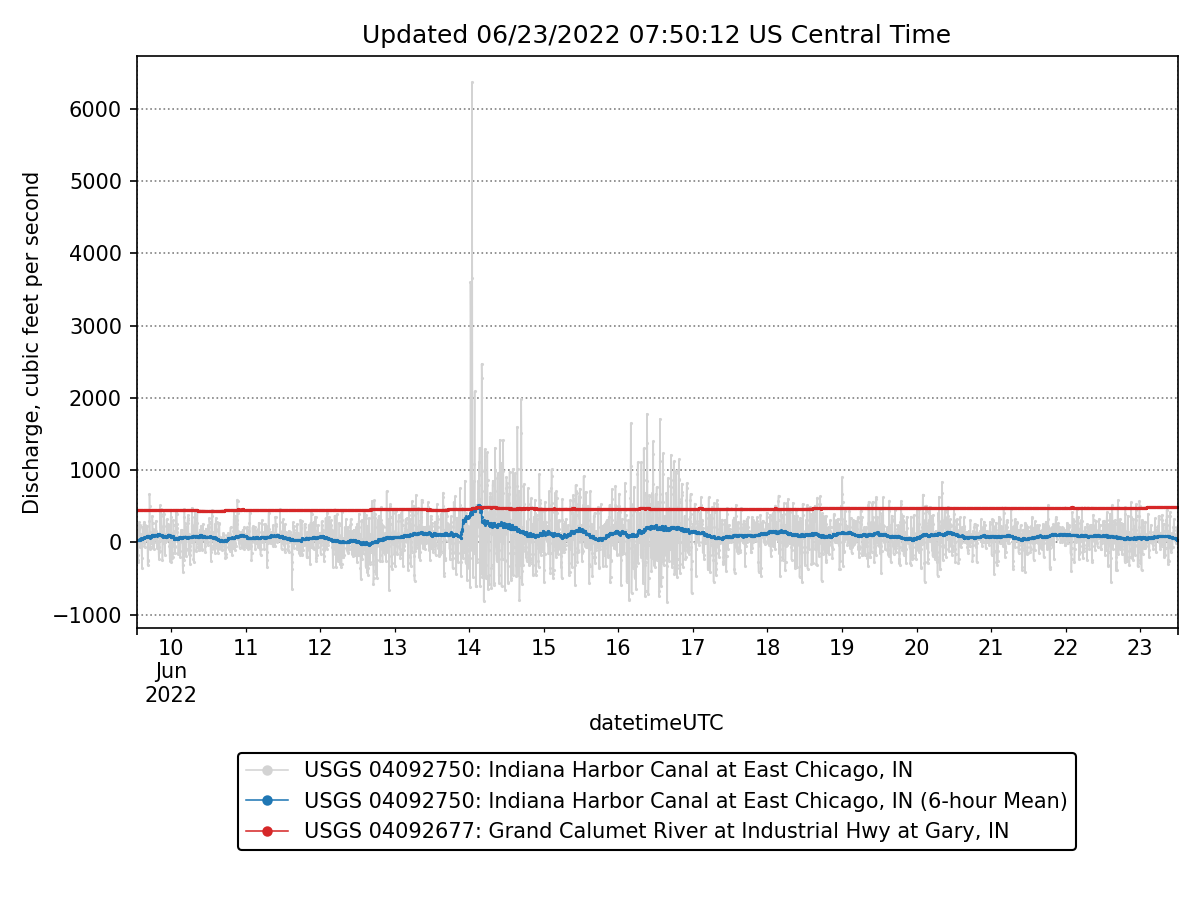 Updated 06/23/2022 07:50:12 US Central Time
Discharge, cubic feet per second
6000
5000
4000
3000
2000
1000
0
−1000
10 11 12 13 14 15 16 17 18 19 20 21 22 23
Jun
2022
datetimeUTC
USGS 04092750: Indiana Harbor Canal at East Chicago, IN
USGS 04092750: Indiana Harbor Canal at East Chicago, IN (6-hour Mean)
USGS 04092677: Grand Calumet River at Industrial Hwy at Gary, IN